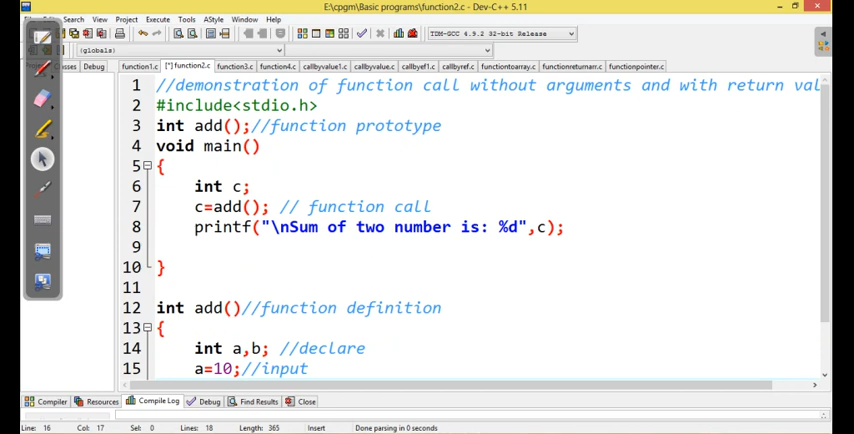 E:\cpgm\Basic programs\function2.c - Dev-C++ 5.11
Search View Project Execute Tools AStyle Window Help
TDM-GCC 4.9.2 32-bit Release
(globals)
Debug
function1.c [*] function2.c function3.c function4.c callbyvalue1.c callbyvalue.c callbyef1.c callbyref.c functiontoarray.c functionreturnarr.c functionpointer.c
1 //demonstration of function call without arguments and with return val
2 #include<stdio.h>
3 int add();//function prototype
4 void main()
5 {
6 int c;
7 c=add(); // function call
8 printf("\nSum of two number is: %d",c);
9
10 }
11
12 int add()//function definition
13 {
14 int a,b; //declare
15 a=10;//input
Compiler Resources Compile Log Debug Find Results Close
Line: 16 Col: 17 Sel: 0 Lines: 18 Length: 365 Insert Done parsing in 0 seconds